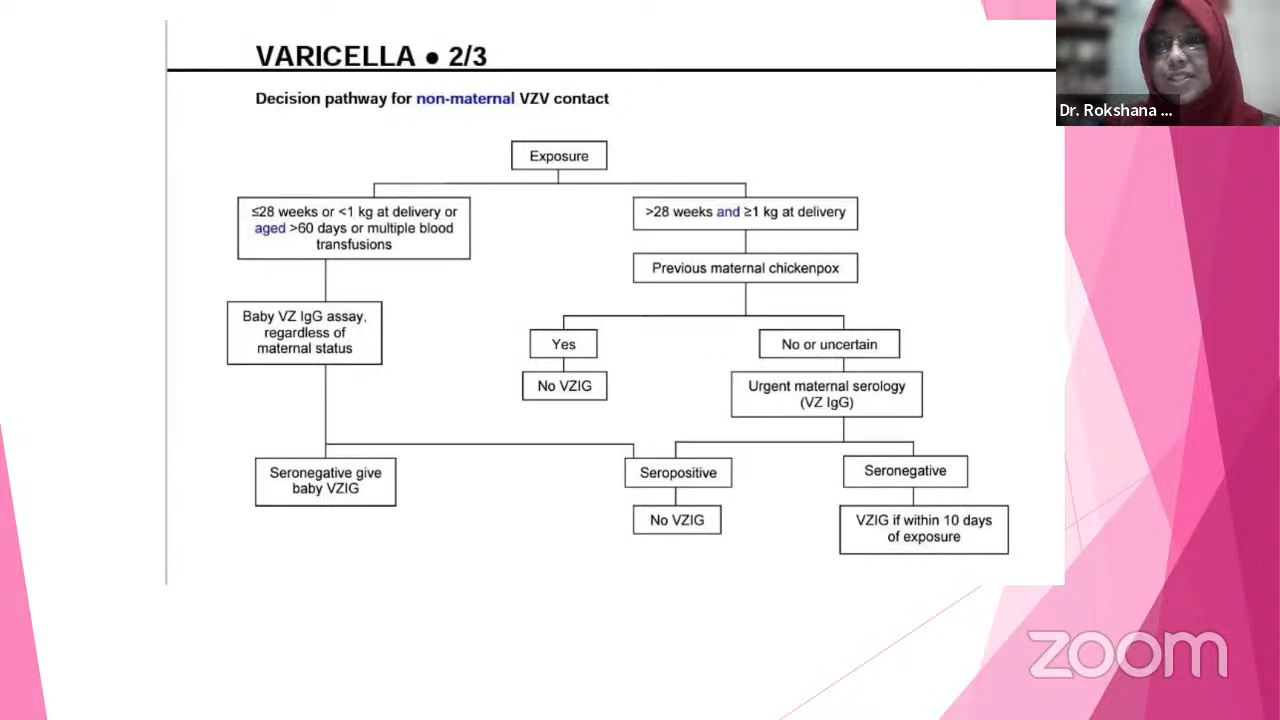 VARICELLA ● 2/3
Decision pathway for non-maternal VZV contact
Exposure
≤28 weeks or <1 kg at delivery or
aged >60 days or multiple blood
transfusions
>28 weeks and ≥1 kg at delivery
Previous maternal chickenpox
Baby VZ IgG assay,
regardless of
maternal status
Yes
No or uncertain
No VZIG
Urgent maternal serology
(VZ IgG)
Seronegative give
baby VZIG
Seropositive
Seronegative
No VZIG
VZIG if within 10 days
of exposure
Dr. Rokshana ...
zoom